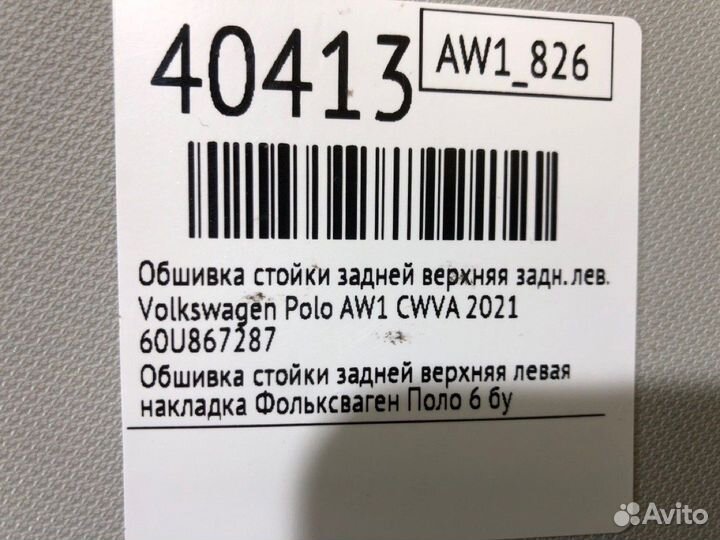 40413
AW1_826
Обшивка стойки задней верхняя задн. лев.
Volkswagen Polo AW1 CWVA 2021
60U867287
Обшивка стойки задней верхняя левая
накладка Фольксваген Поло 6 бу
Avito